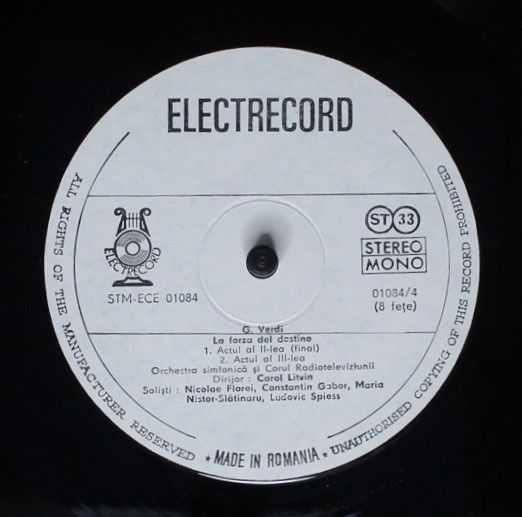 ELECTRECORD
ELECTRECORD
STM-ECE 01084
ST 33
STEREO
MONO
01084/4
(8 fețe)
G. Verdi
La forza del destino
1. Actul al II-lea (final)
2. Actul al III-lea
Orchestra simfonică și Corul Radioteleviziunii
Dirijor : Carol Litvin
Soliști : Nicolae Florei, Constantin Gabor, Maria
Nistor-Slătinaru, Ludovic Spiess
ALL RIGHTS OF THE MANUFACTURER RESERVED ★ MADE IN ROMANIA ★ UNAUTHORISED COPYING OF THIS RECORD PROHIBITED